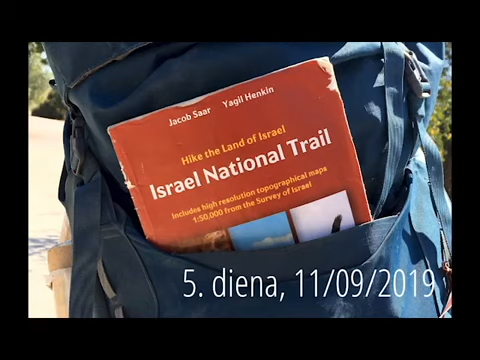 Jacob Saar Yagil Henkin
Hike the Land of Israel
Israel National Trail
Includes high resolution topographical maps
1:50,000 from the Survey of Israel
5. diena, 11/09/2019